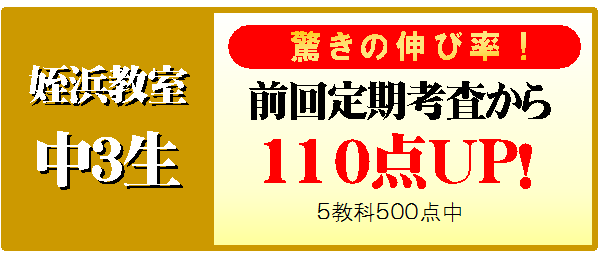 姪浜教室
中3生
驚きの伸び率！
前回定期考査から
110点UP!
5教科500点中